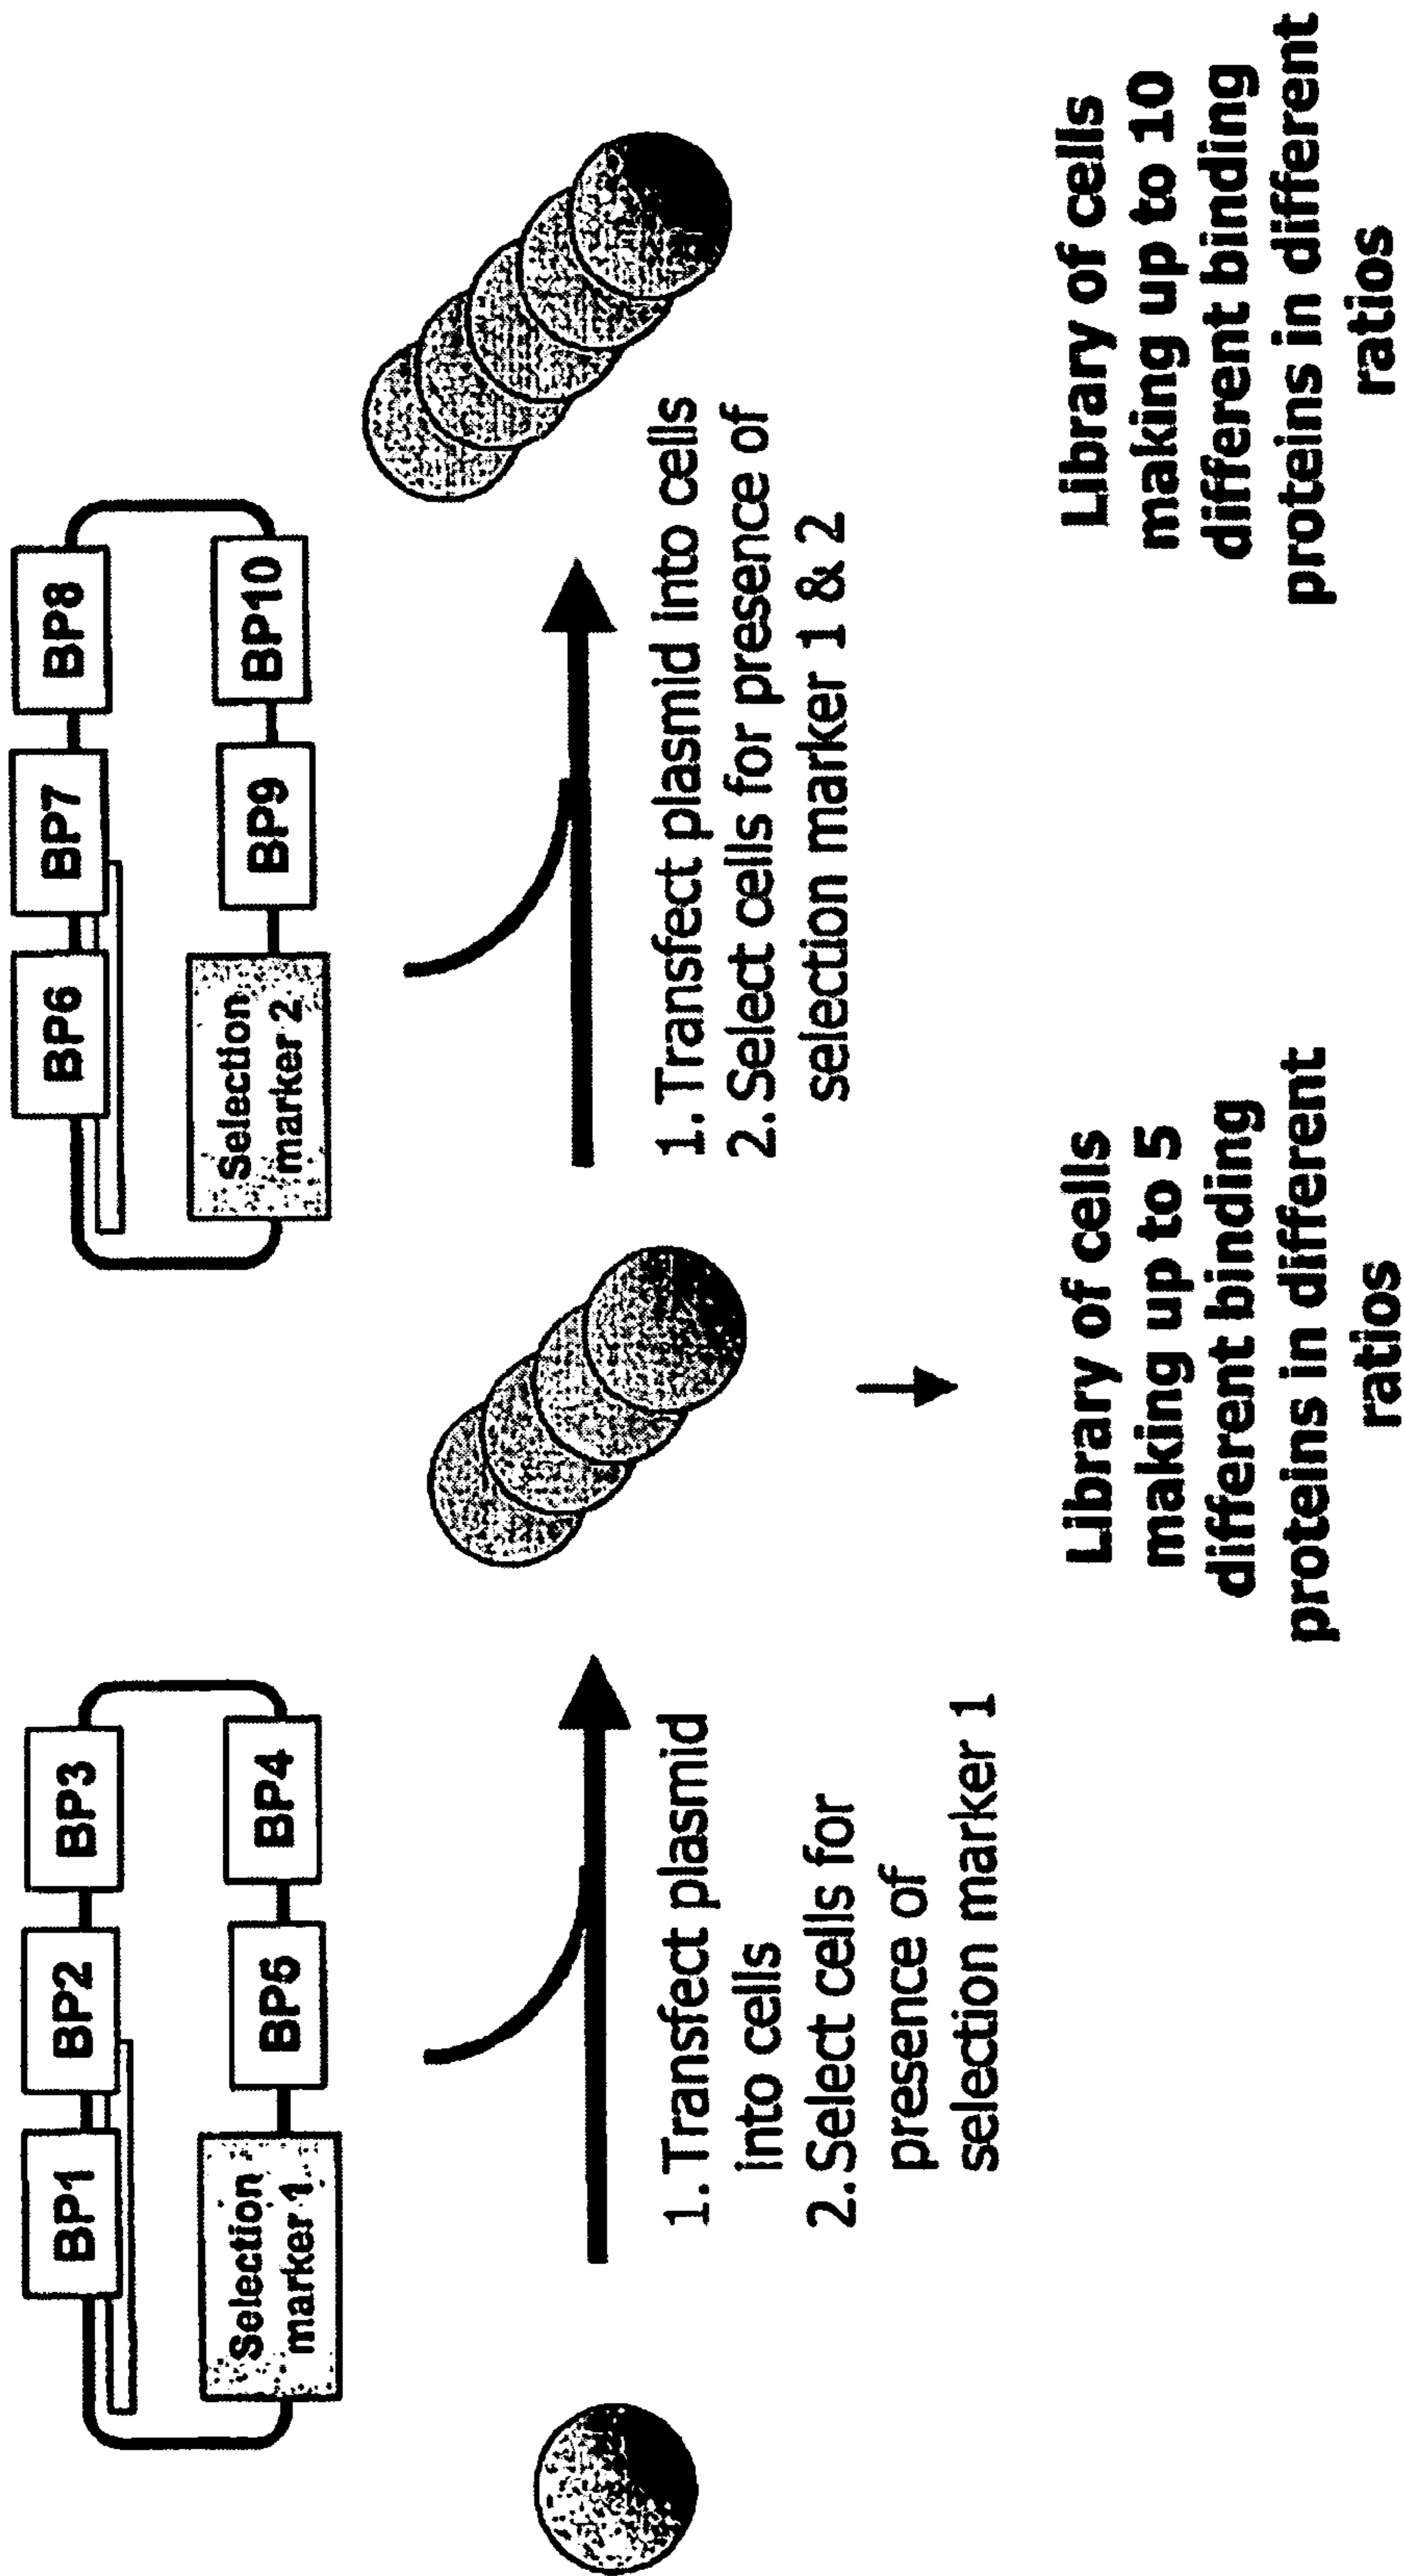 BP1
BP2
BP3
Selection
marker 1
BP5
BP4
1. Transfect plasmid
into cells
2. Select cells for
presence of
selection marker 1
Library of cells
making up to 5
different binding
proteins in different
ratios
BP6
BP7
BP8
Selection
marker 2
BP9
BP10
1. Transfect plasmid into cells
2. Select cells for presence of
selection marker 1 & 2
Library of cells
making up to 10
different binding
proteins in different
ratios